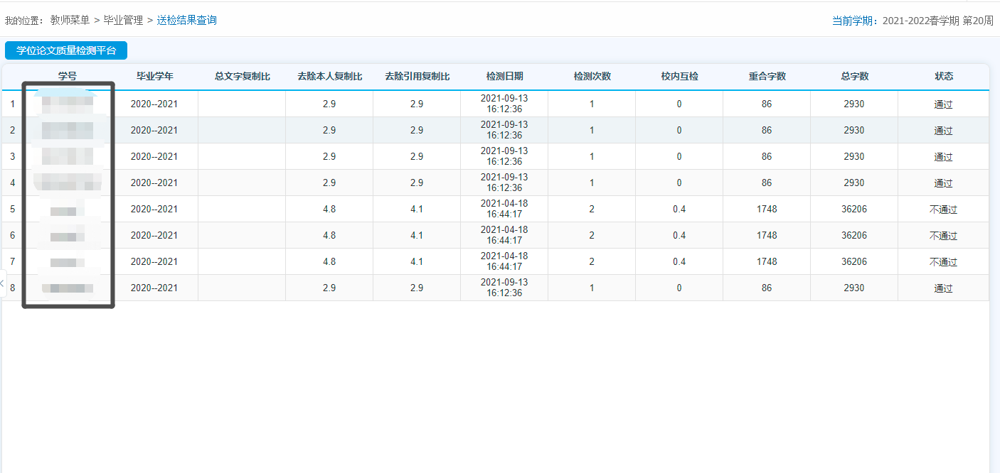 我的位置： 教师菜单 > 毕业管理 > 送检结果查询 当前学期：2021-2022春学期 第20周
学位论文质量检测平台
学号 毕业学年 总文字复制比 去除本人复制比 去除引用复制比 检测日期 检测次数 校内互检 重合字数 总字数 状态
1 2020--2021 2.9 2.9 2021-09-13 16:12:36 1 0 86 2930 通过
2 2020--2021 2.9 2.9 2021-09-13 16:12:36 1 0 86 2930 通过
3 2020--2021 2.9 2.9 2021-09-13 16:12:36 1 0 86 2930 通过
4 2020--2021 2.9 2.9 2021-09-13 16:12:36 1 0 86 2930 通过
5 2020--2021 4.8 4.1 2021-04-18 16:44:17 2 0.4 1748 36206 不通过
6 2020--2021 4.8 4.1 2021-04-18 16:44:17 2 0.4 1748 36206 不通过
7 2020--2021 4.8 4.1 2021-04-18 16:44:17 2 0.4 1748 36206 不通过
8 2020--2021 2.9 2.9 2021-09-13 16:12:36 1 0 86 2930 通过